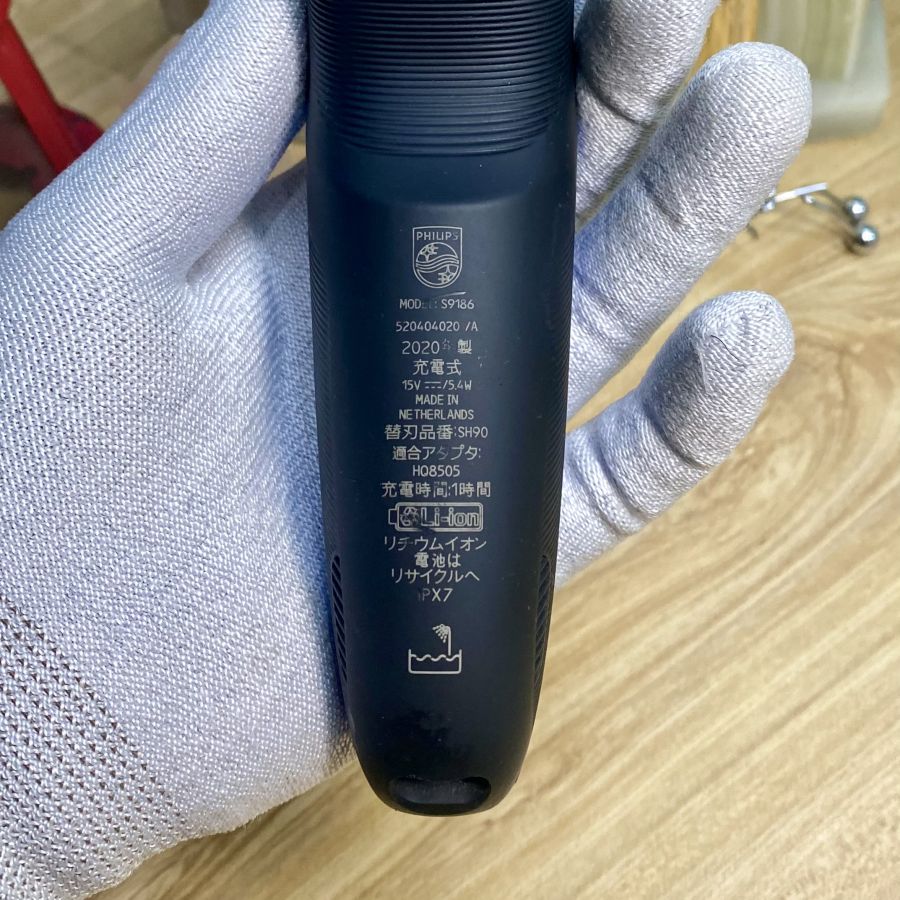 PHILIPS
MODEL: S9186
520404020 /A
2020年製
充電式
15V ⎓/5.4W
MADE IN
NETHERLANDS
替刃品番:SH90
適合アダプタ:
HQ8505
充電時間:1時間
Li-ion
リチウムイオン
電池は
リサイクルへ
IPX7